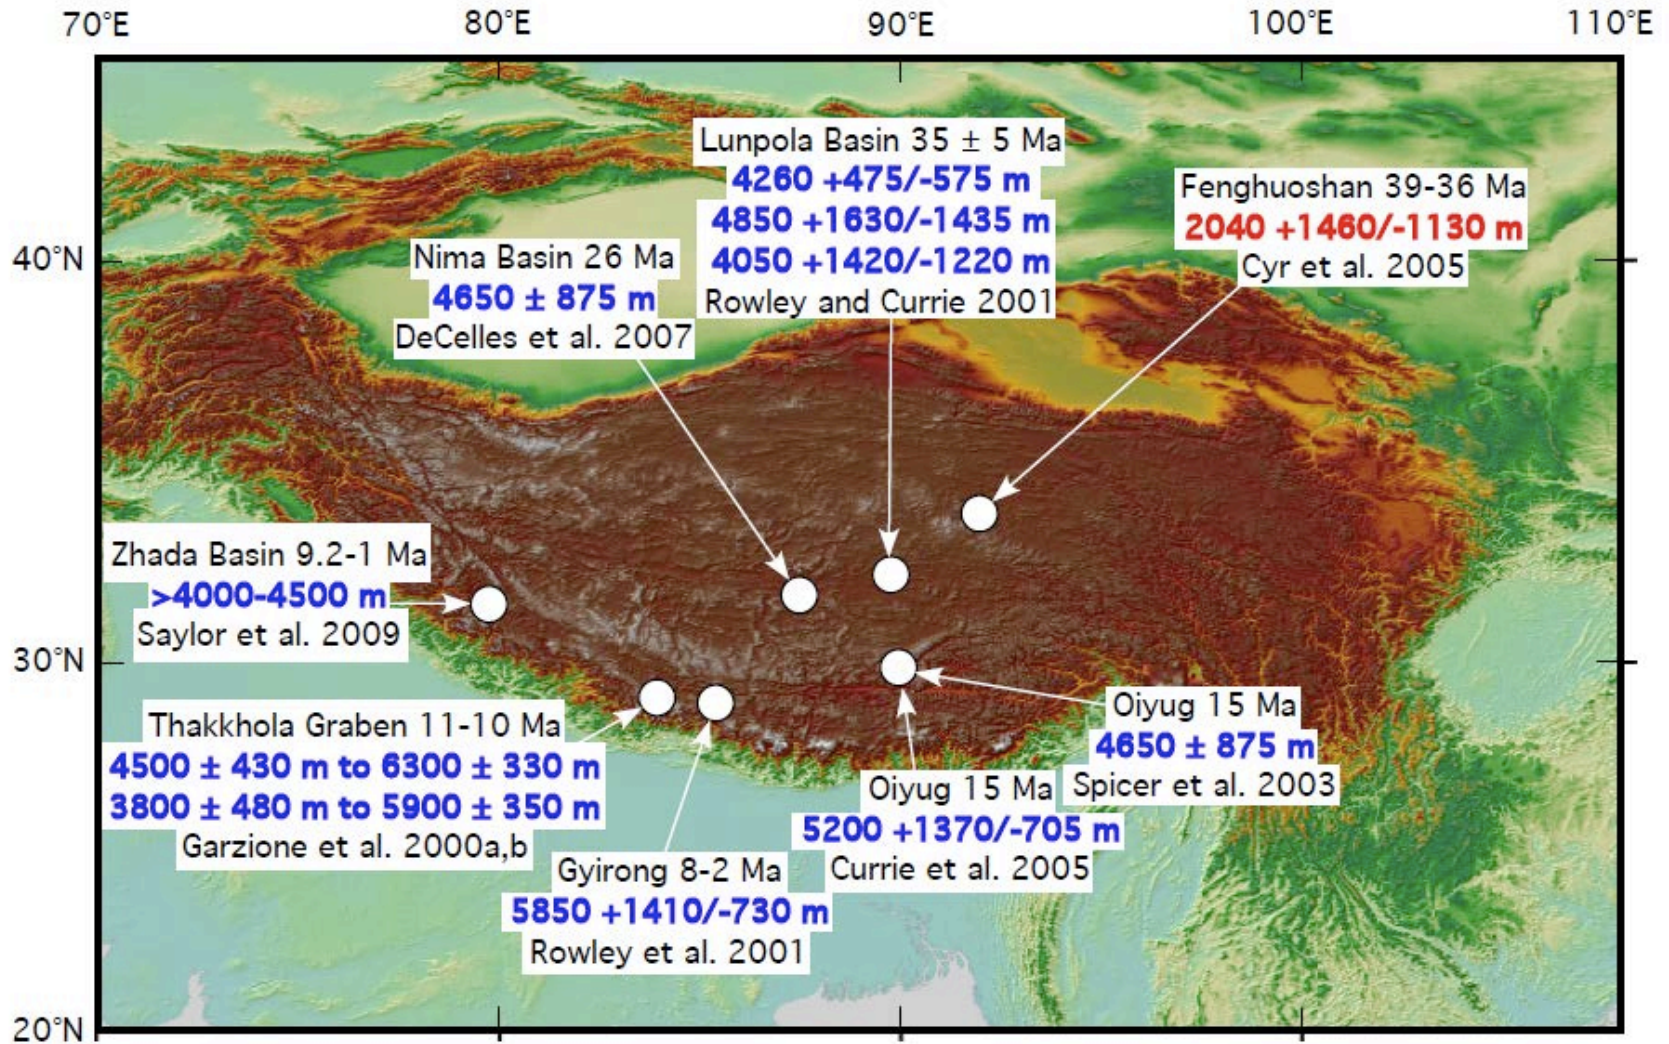 70°E
80°E
90°E
100°E
110°E
40°N
30°N
20°N
Lunpola Basin 35 ± 5 Ma
4260 +475/-575 m
4850 +1630/-1435 m
4050 +1420/-1220 m
Rowley and Currie 2001
Fenghuoshan 39-36 Ma
2040 +1460/-1130 m
Cyr et al. 2005
Nima Basin 26 Ma
4650 ± 875 m
DeCelles et al. 2007
Zhada Basin 9.2-1 Ma
>4000-4500 m
Saylor et al. 2009
Thakkhola Graben 11-10 Ma
4500 ± 430 m to 6300 ± 330 m
3800 ± 480 m to 5900 ± 350 m
Garzione et al. 2000a,b
Gyirong 8-2 Ma
5850 +1410/-730 m
Rowley et al. 2001
Oiyug 15 Ma
5200 +1370/-705 m
Currie et al. 2005
Oiyug 15 Ma
4650 ± 875 m
Spicer et al. 2003